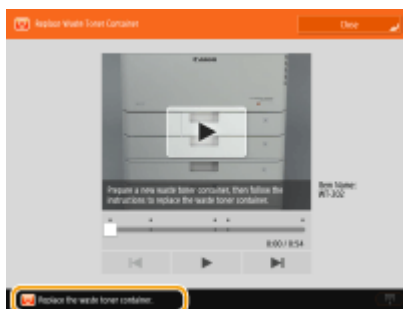 Replace Waste Toner Container
Close
Canon
Prepare a new waste toner container, then follow the
instructions to replace the waste toner container.
Item Name:
WT-202
0:00 / 0:54
Replace the waste toner container.